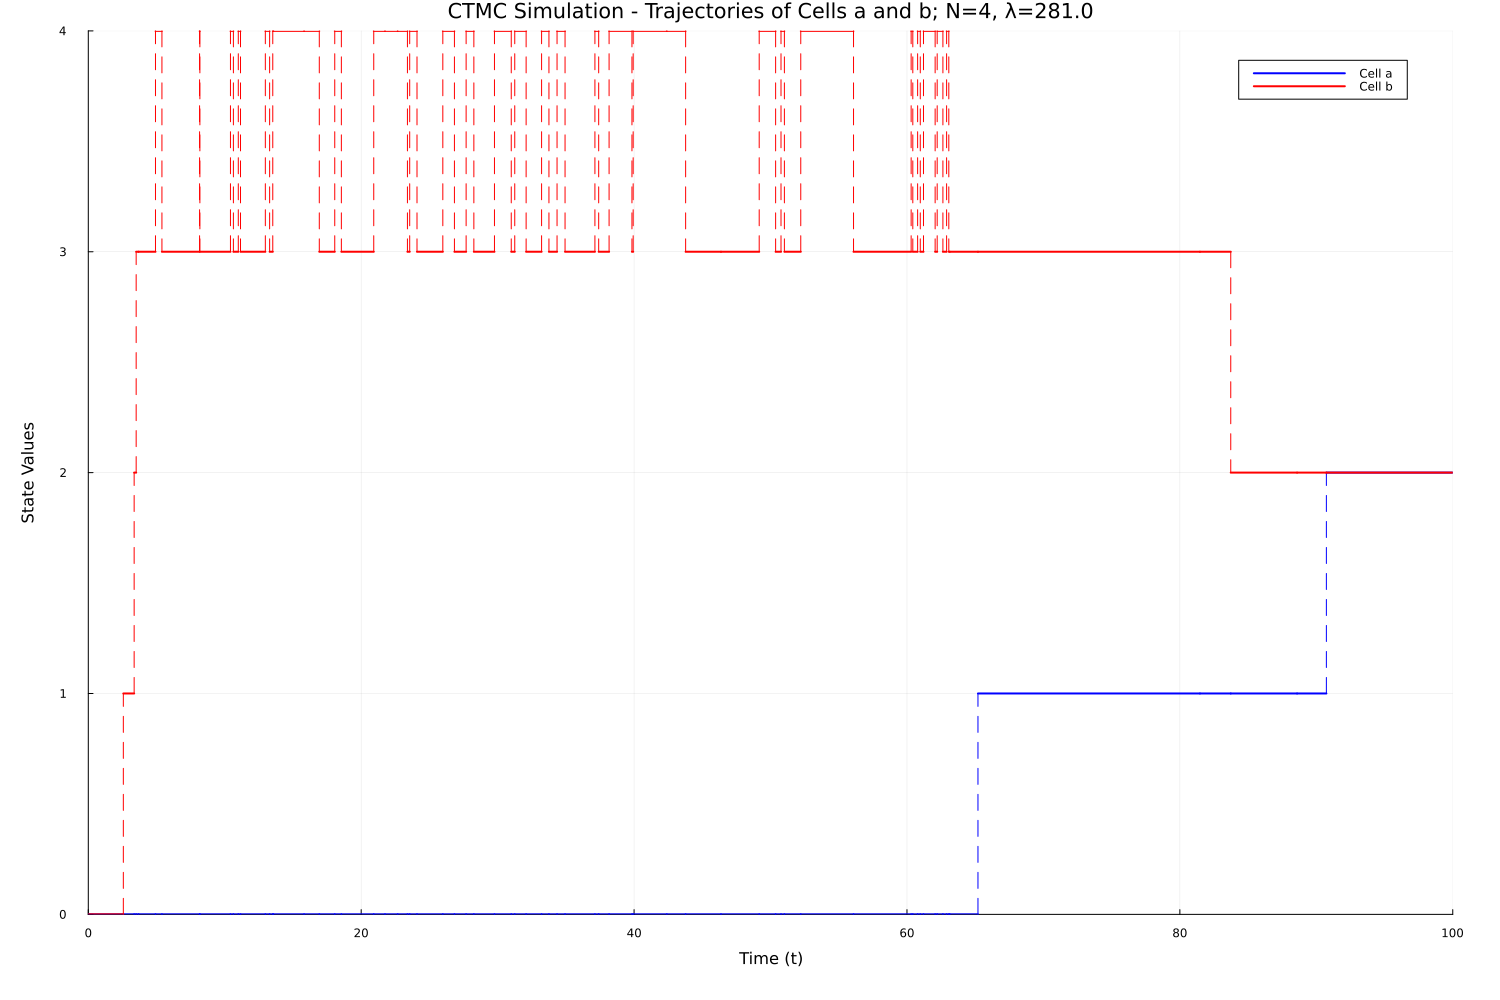 CTMC Simulation - Trajectories of Cells a and b; N=4, λ=281.0
Cell a
Cell b
State Values
4
3
2
1
0
0 20 40 60 80 100
Time (t)